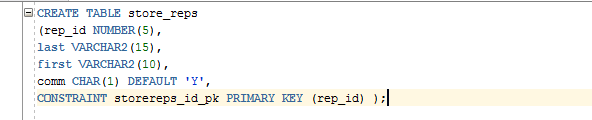 CREATE TABLE store_reps
(rep_id NUMBER(5),
last VARCHAR2(15),
first VARCHAR2(10),
comm CHAR(1) DEFAULT 'Y',
CONSTRAINT storereps_id_pk PRIMARY KEY (rep_id) );